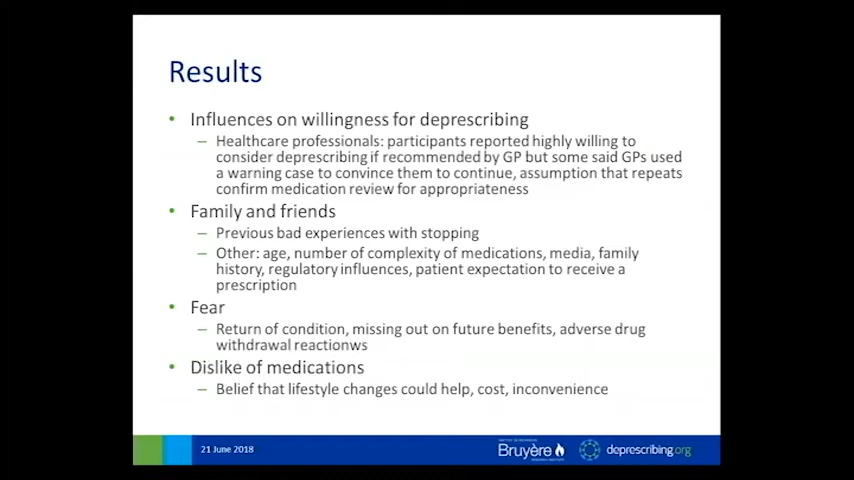 Results
• Influences on willingness for deprescribing
– Healthcare professionals: participants reported highly willing to
consider deprescribing if recommended by GP but some said GPs used
a warning case to convince them to continue, assumption that repeats
confirm medication review for appropriateness
• Family and friends
– Previous bad experiences with stopping
– Other: age, number of complexity of medications, media, family
history, regulatory influences, patient expectation to receive a
prescription
• Fear
– Return of condition, missing out on future benefits, adverse drug
withdrawal reactionws
• Dislike of medications
– Belief that lifestyle changes could help, cost, inconvenience
21 June 2018
Bruyère
deprescribing.org